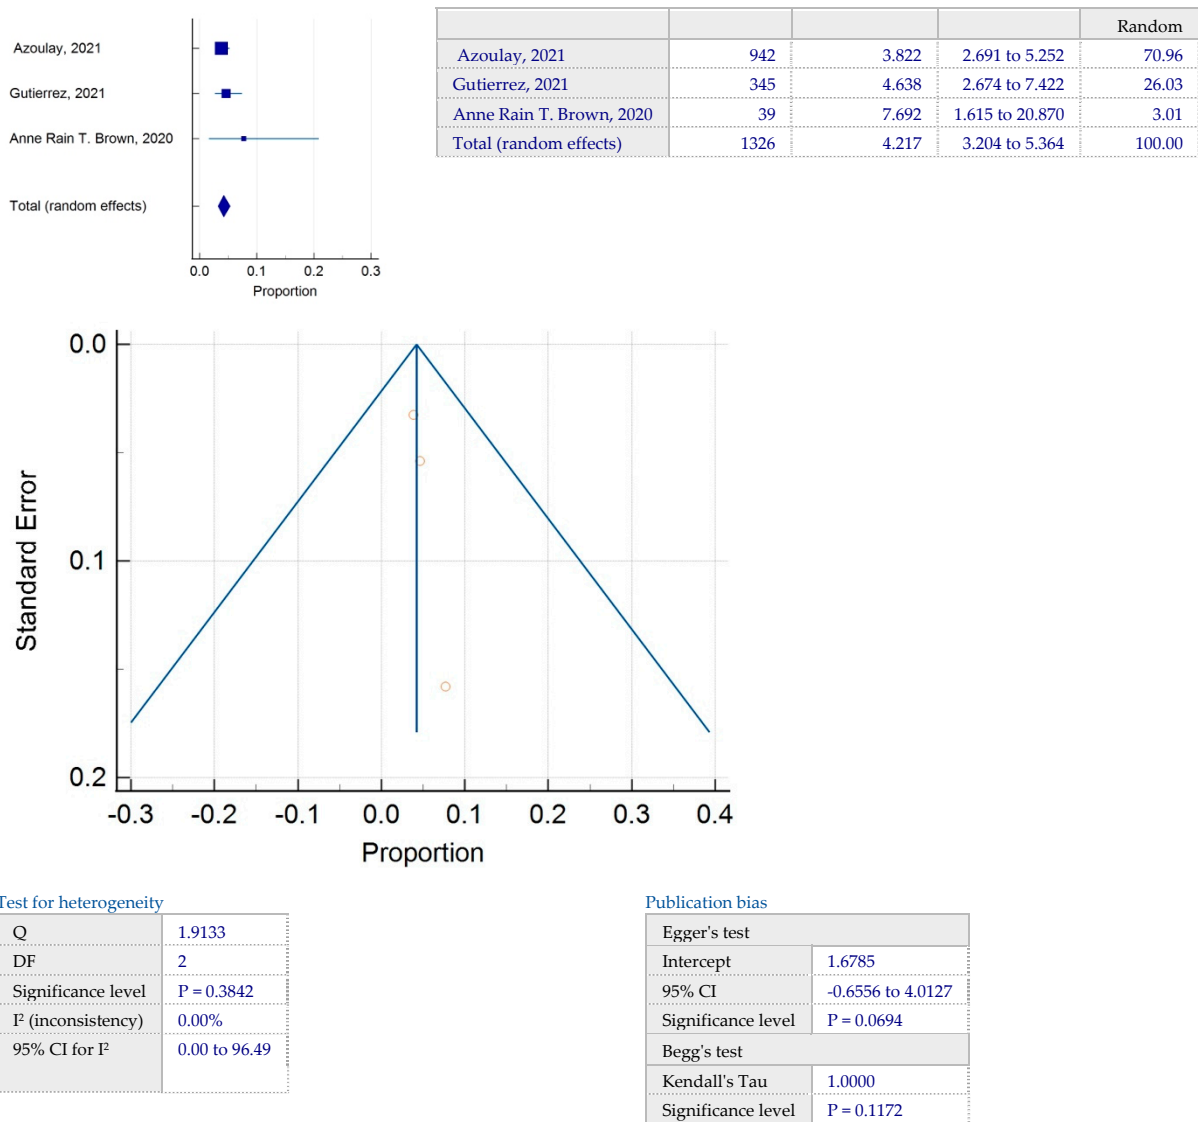 Azoulay, 2021
Gutierrez, 2021
Anne Rain T. Brown, 2020
Total (random effects)
0.0 0.1 0.2 0.3
Proportion
Random
Azoulay, 2021 942 3.822 2.691 to 5.252 70.96
Gutierrez, 2021 345 4.638 2.674 to 7.422 26.03
Anne Rain T. Brown, 2020 39 7.692 1.615 to 20.870 3.01
Total (random effects) 1326 4.217 3.204 to 5.364 100.00
0.0
0.1
0.2
Standard Error
-0.3 -0.2 -0.1 0.0 0.1 0.2 0.3 0.4
Proportion
Test for heterogeneity
Q 1.9133
DF 2
Significance level P = 0.3842
I² (inconsistency) 0.00%
95% CI for I² 0.00 to 96.49
Publication bias
Egger's test
Intercept 1.6785
95% CI -0.6556 to 4.0127
Significance level P = 0.0694
Begg's test
Kendall's Tau 1.0000
Significance level P = 0.1172